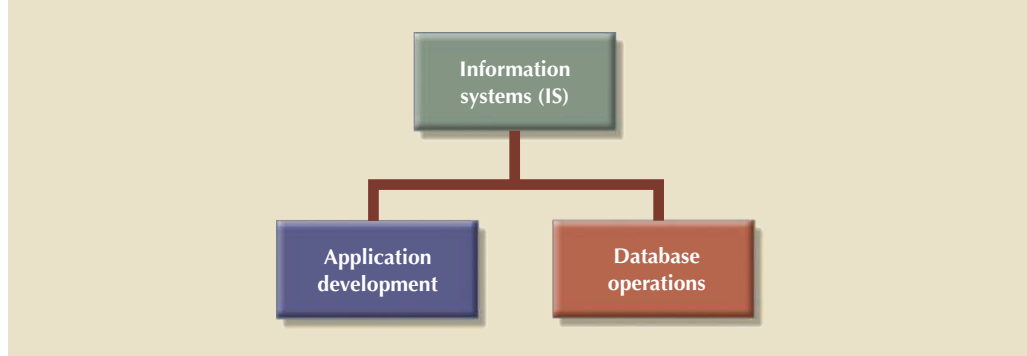 Information
systems (IS)
Application
development
Database
operations